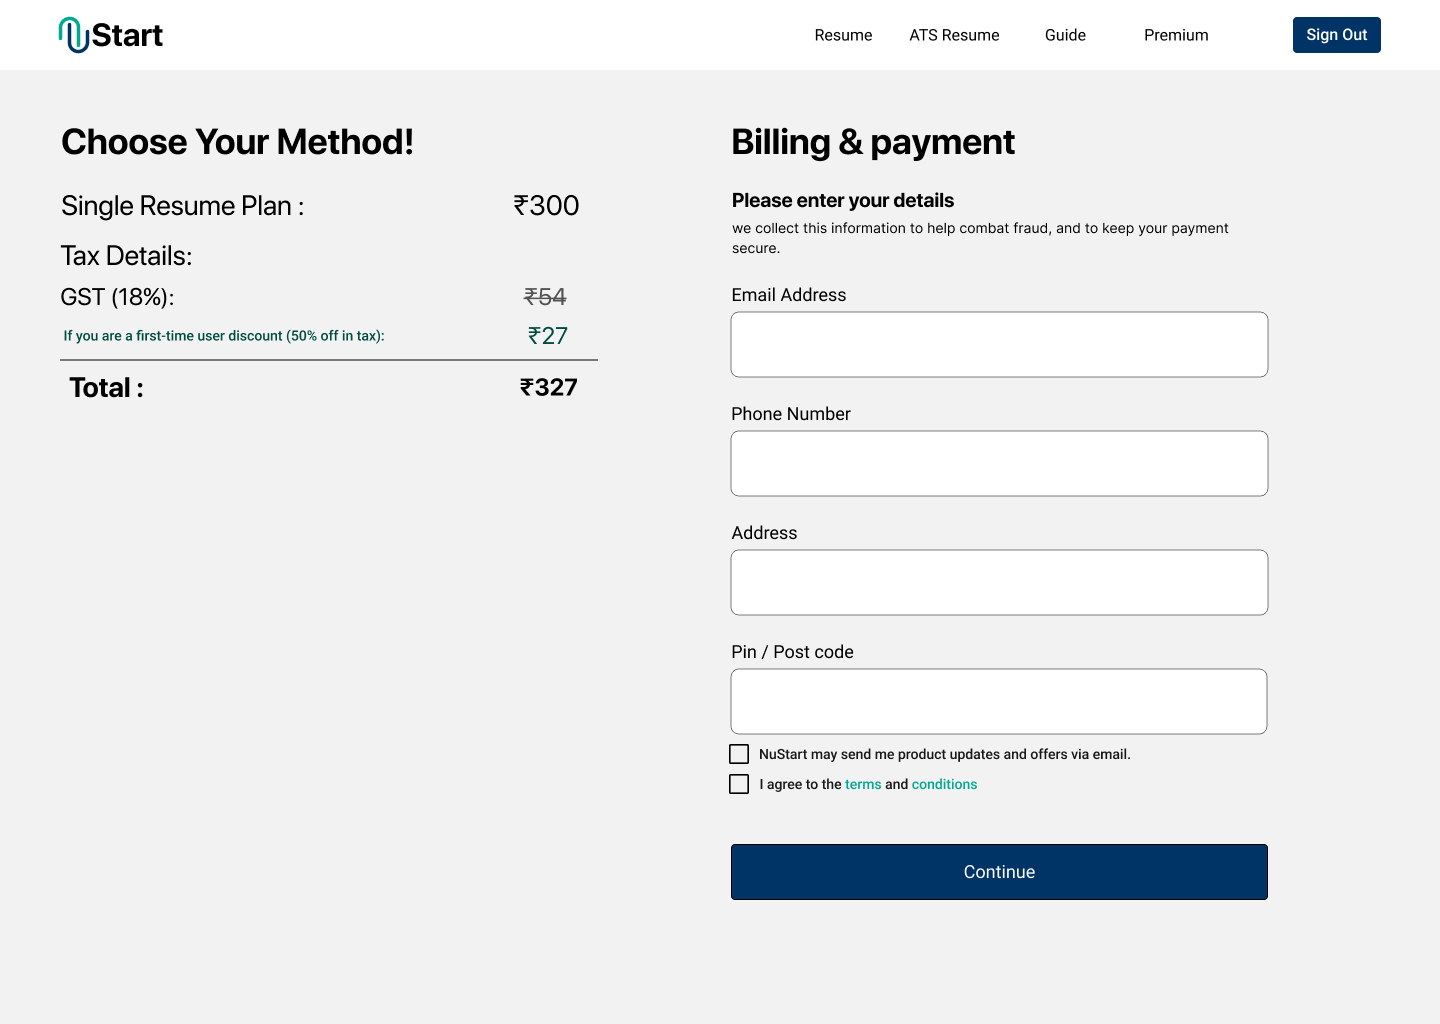 NuStart
Resume ATS Resume Guide Premium Sign Out
Choose Your Method!
Single Resume Plan : ₹300
Tax Details:
GST (18%): ₹54
If you are a first-time user discount (50% off in tax): ₹27
Total : ₹327
Billing & payment
Please enter your details
we collect this information to help combat fraud, and to keep your payment
secure.
Email Address
Phone Number
Address
Pin / Post code
NuStart may send me product updates and offers via email.
I agree to the terms and conditions
Continue